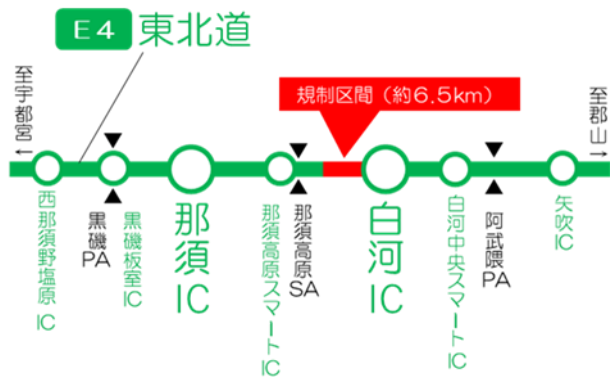 E4 東北道
規制区間（約6.5km）
至宇都宮
←
至郡山
→
西那須野塩原IC
黒磯PA
黒磯板室IC
那須IC
那須高原スマートIC
那須高原SA
白河IC
白河中央スマートIC
阿武隈PA
矢吹IC